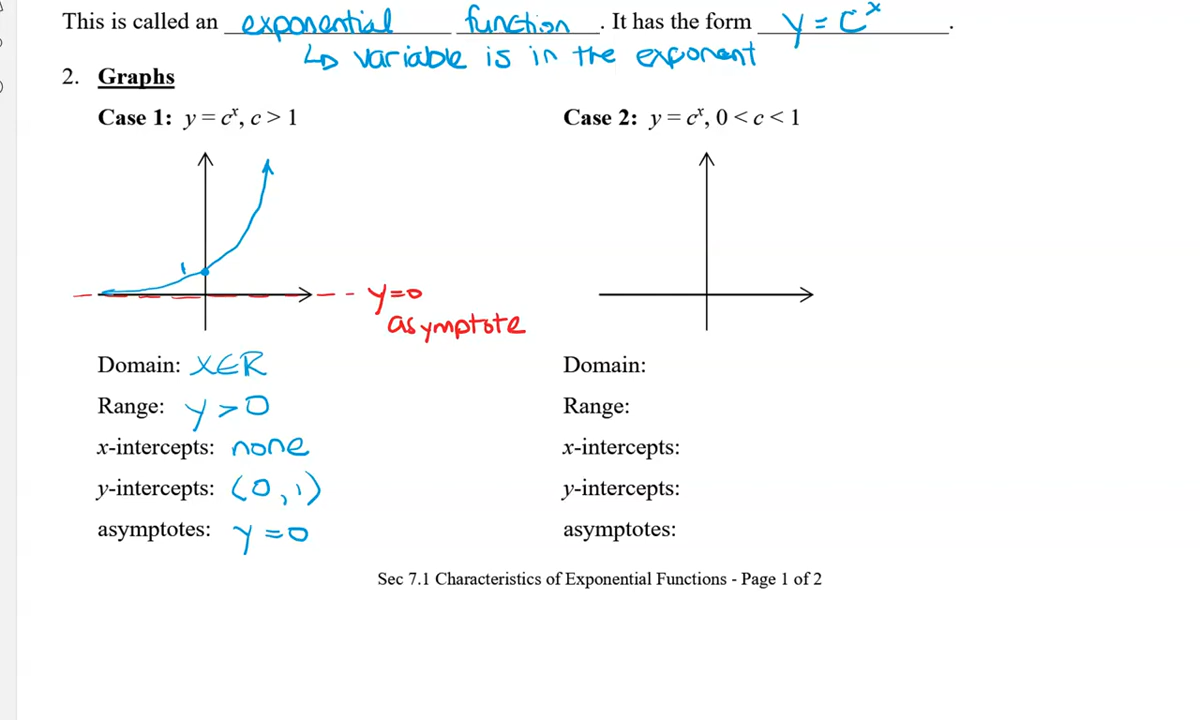 This is called an exponential function. It has the form y = c^x.
↳ variable is in the exponent
2. Graphs
Case 1: y = c^x, c > 1
Case 2: y = c^x, 0 < c < 1
1
y=0
asymptote
Domain: x∈R
Range: y > 0
x-intercepts: none
y-intercepts: (0,1)
asymptotes: y = 0
Domain:
Range:
x-intercepts:
y-intercepts:
asymptotes:
Sec 7.1 Characteristics of Exponential Functions - Page 1 of 2